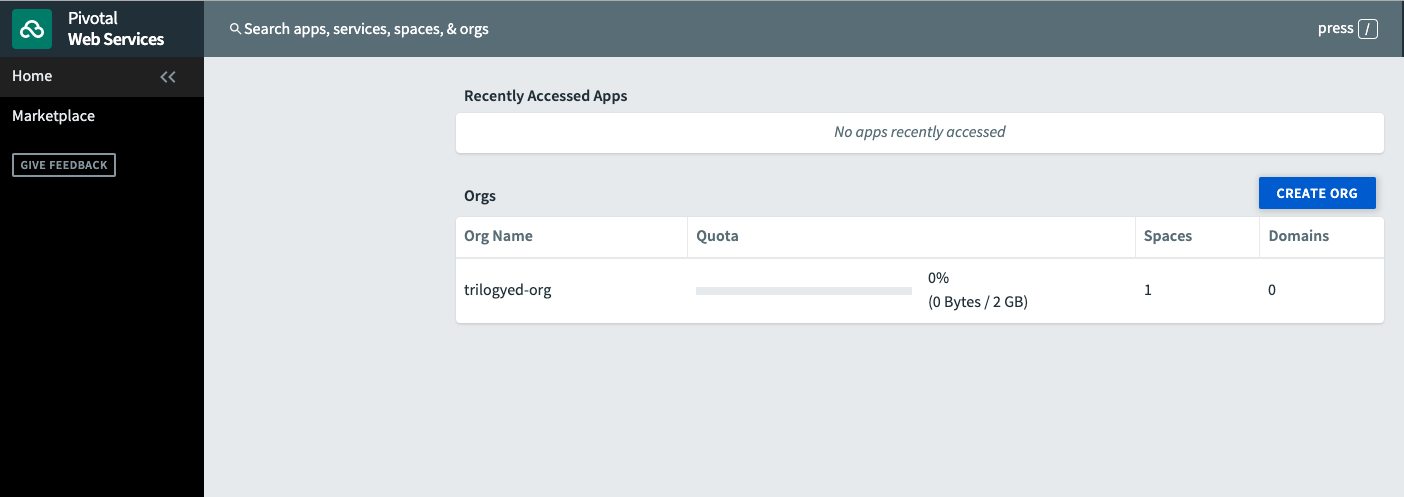 Pivotal
Web Services
Search apps, services, spaces, & orgs
press /
Home
Marketplace
GIVE FEEDBACK
Recently Accessed Apps
No apps recently accessed
Orgs
CREATE ORG
Org Name Quota Spaces Domains
trilogyed-org 0% (0 Bytes / 2 GB) 1 0